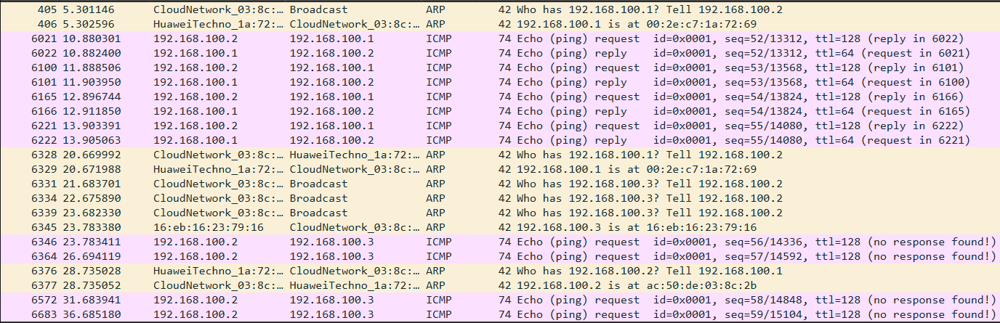 405 5.301146 CloudNetwork_03:8c:… Broadcast ARP 42 Who has 192.168.100.1? Tell 192.168.100.2
406 5.302596 HuaweiTechno_1a:72:… CloudNetwork_03:8c:… ARP 42 192.168.100.1 is at 00:2e:c7:1a:72:69
6021 10.880301 192.168.100.2 192.168.100.1 ICMP 74 Echo (ping) request id=0x0001, seq=52/13312, ttl=128 (reply in 6022)
6022 10.882400 192.168.100.1 192.168.100.2 ICMP 74 Echo (ping) reply id=0x0001, seq=52/13312, ttl=64 (request in 6021)
6100 11.888506 192.168.100.2 192.168.100.1 ICMP 74 Echo (ping) request id=0x0001, seq=53/13568, ttl=128 (reply in 6101)
6101 11.903950 192.168.100.1 192.168.100.2 ICMP 74 Echo (ping) reply id=0x0001, seq=53/13568, ttl=64 (request in 6100)
6165 12.896744 192.168.100.2 192.168.100.1 ICMP 74 Echo (ping) request id=0x0001, seq=54/13824, ttl=128 (reply in 6166)
6166 12.911850 192.168.100.1 192.168.100.2 ICMP 74 Echo (ping) reply id=0x0001, seq=54/13824, ttl=64 (request in 6165)
6221 13.903391 192.168.100.2 192.168.100.1 ICMP 74 Echo (ping) request id=0x0001, seq=55/14080, ttl=128 (reply in 6222)
6222 13.905063 192.168.100.1 192.168.100.2 ICMP 74 Echo (ping) reply id=0x0001, seq=55/14080, ttl=64 (request in 6221)
6328 20.669992 CloudNetwork_03:8c:… HuaweiTechno_1a:72:… ARP 42 Who has 192.168.100.1? Tell 192.168.100.2
6329 20.671988 HuaweiTechno_1a:72:… CloudNetwork_03:8c:… ARP 42 192.168.100.1 is at 00:2e:c7:1a:72:69
6331 21.683701 CloudNetwork_03:8c:… Broadcast ARP 42 Who has 192.168.100.3? Tell 192.168.100.2
6334 22.675890 CloudNetwork_03:8c:… Broadcast ARP 42 Who has 192.168.100.3? Tell 192.168.100.2
6339 23.682330 CloudNetwork_03:8c:… Broadcast ARP 42 Who has 192.168.100.3? Tell 192.168.100.2
6345 23.783380 16:eb:16:23:79:16 CloudNetwork_03:8c:… ARP 42 192.168.100.3 is at 16:eb:16:23:79:16
6346 23.783411 192.168.100.2 192.168.100.3 ICMP 74 Echo (ping) request id=0x0001, seq=56/14336, ttl=128 (no response found!)
6364 26.694119 192.168.100.2 192.168.100.3 ICMP 74 Echo (ping) request id=0x0001, seq=57/14592, ttl=128 (no response found!)
6376 28.735028 HuaweiTechno_1a:72:… CloudNetwork_03:8c:… ARP 42 Who has 192.168.100.2? Tell 192.168.100.1
6377 28.735052 CloudNetwork_03:8c:… HuaweiTechno_1a:72:… ARP 42 192.168.100.2 is at ac:50:de:03:8c:2b
6572 31.683941 192.168.100.2 192.168.100.3 ICMP 74 Echo (ping) request id=0x0001, seq=58/14848, ttl=128 (no response found!)
6683 36.685180 192.168.100.2 192.168.100.3 ICMP 74 Echo (ping) request id=0x0001, seq=59/15104, ttl=128 (no response found!)